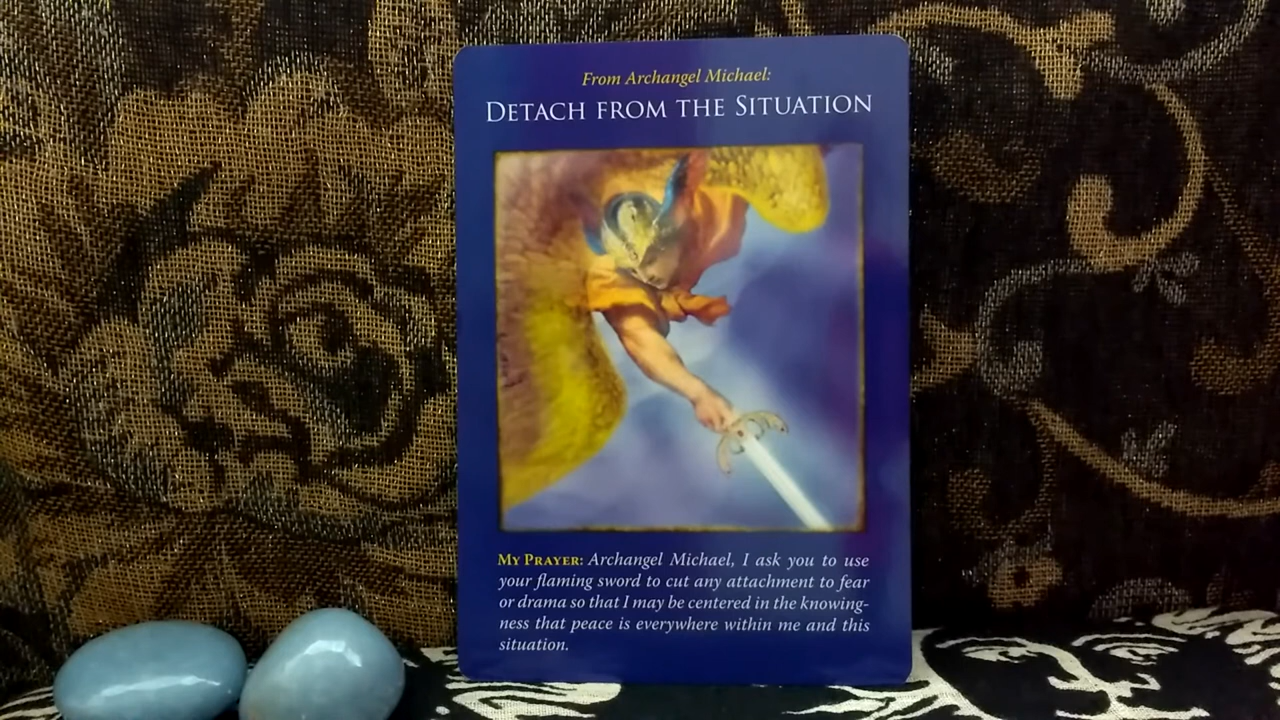 From Archangel Michael:
DETACH FROM THE SITUATION
MY PRAYER: Archangel Michael, I ask you to use
your flaming sword to cut any attachment to fear
or drama so that I may be centered in the knowing-
ness that peace is everywhere within me and this
situation.